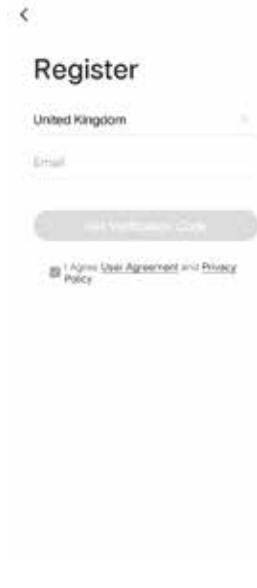 Register
United Kingdom
Email
Get Verification Code
I Agree User Agreement and Privacy
Policy